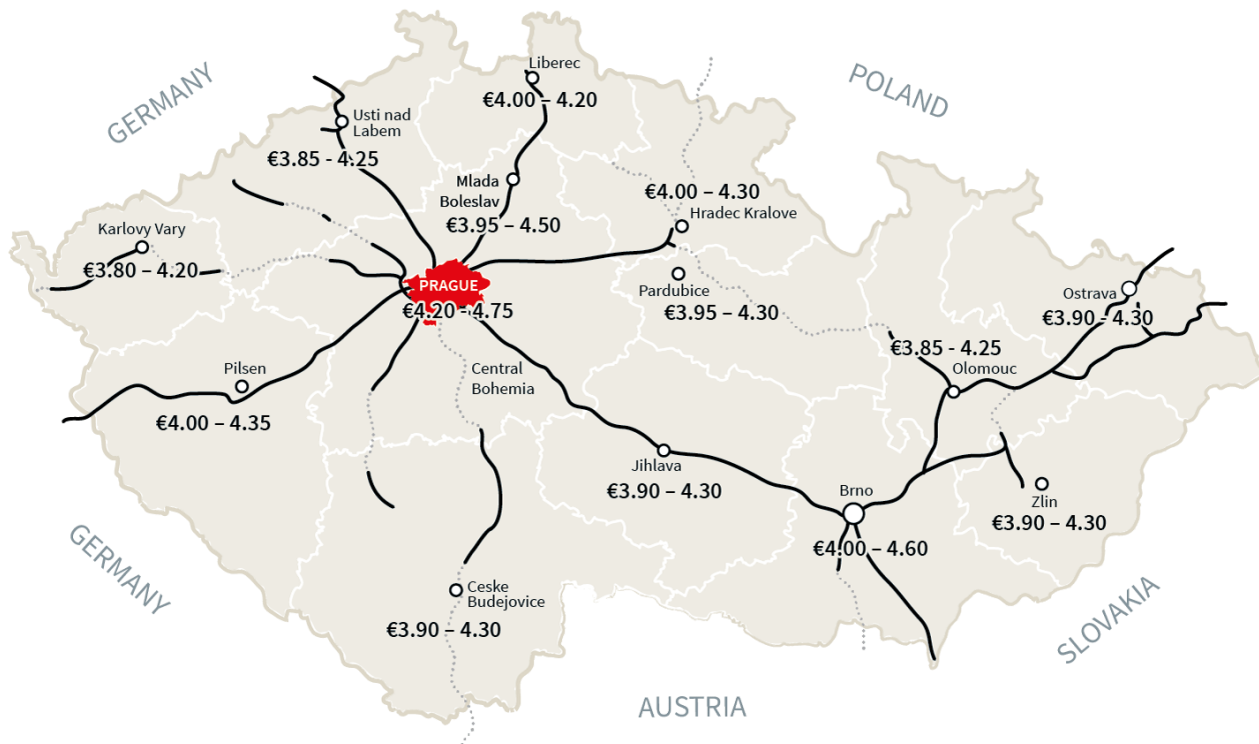 GERMANY
POLAND
Liberec
€4.00 – 4.20
Usti nad
Labem
€3.85 - 4.25
Mlada
Boleslav
€3.95 – 4.50
€4.00 – 4.30
Hradec Kralove
Karlovy Vary
€3.80 – 4.20
PRAGUE
€4.20 - 4.75
Pardubice
€3.95 – 4.30
Ostrava
€3.90 – 4.30
€3.85 - 4.25
Olomouc
Pilsen
€4.00 – 4.35
Central
Bohemia
Jihlava
€3.90 – 4.30
Brno
€4.00 – 4.60
Zlin
€3.90 – 4.30
GERMANY
Ceske
Budejovice
€3.90 – 4.30
SLOVAKIA
AUSTRIA